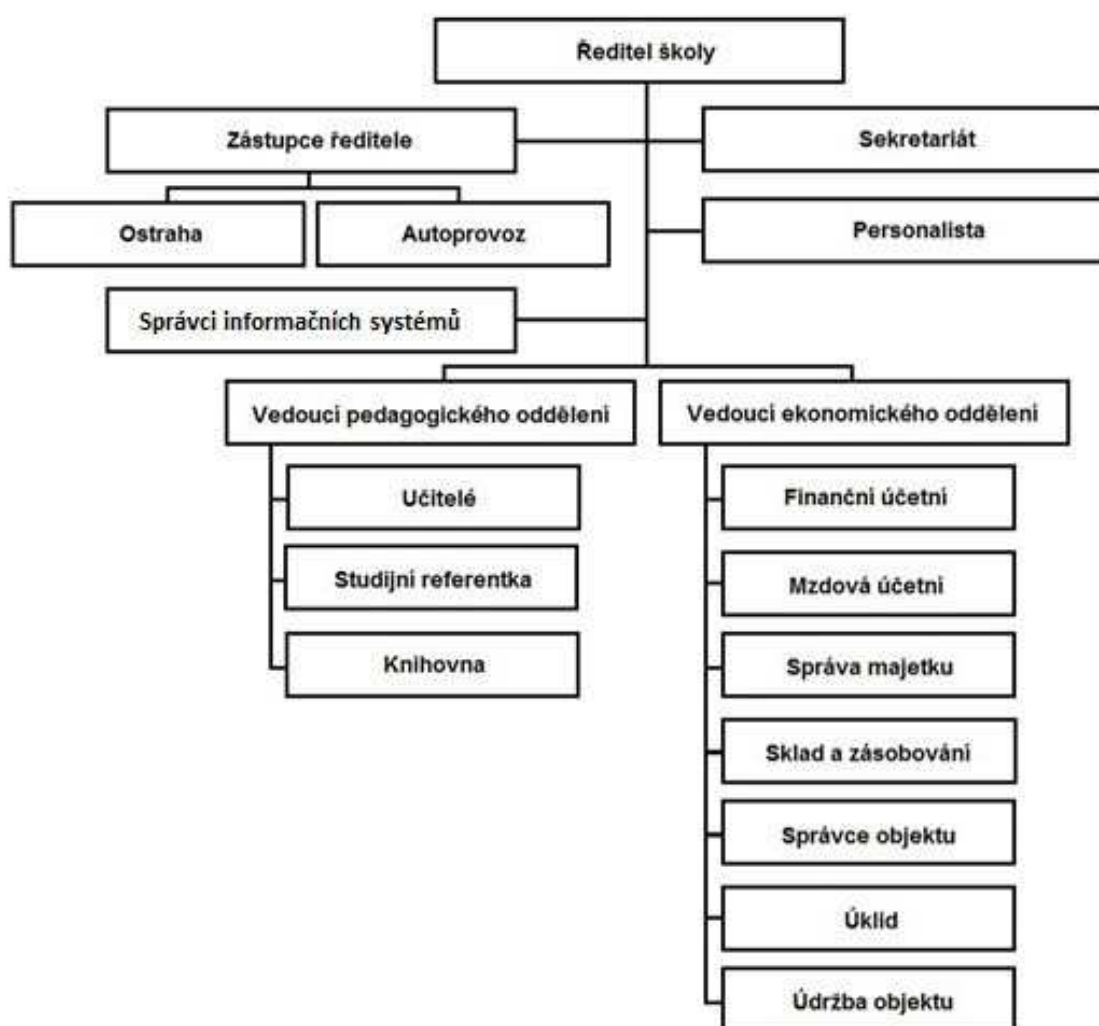 Ředitel školy
Zástupce ředitele
Sekretariát
Ostraha
Autoprovoz
Personalista
Správci informačních systémů
Vedoucí pedagogického oddělení
Vedoucí ekonomického oddělení
Učitelé
Studijní referentka
Knihovna
Finanční účetní
Mzdová účetní
Správa majetku
Sklad a zásobování
Správce objektu
Úklid
Údržba objektu